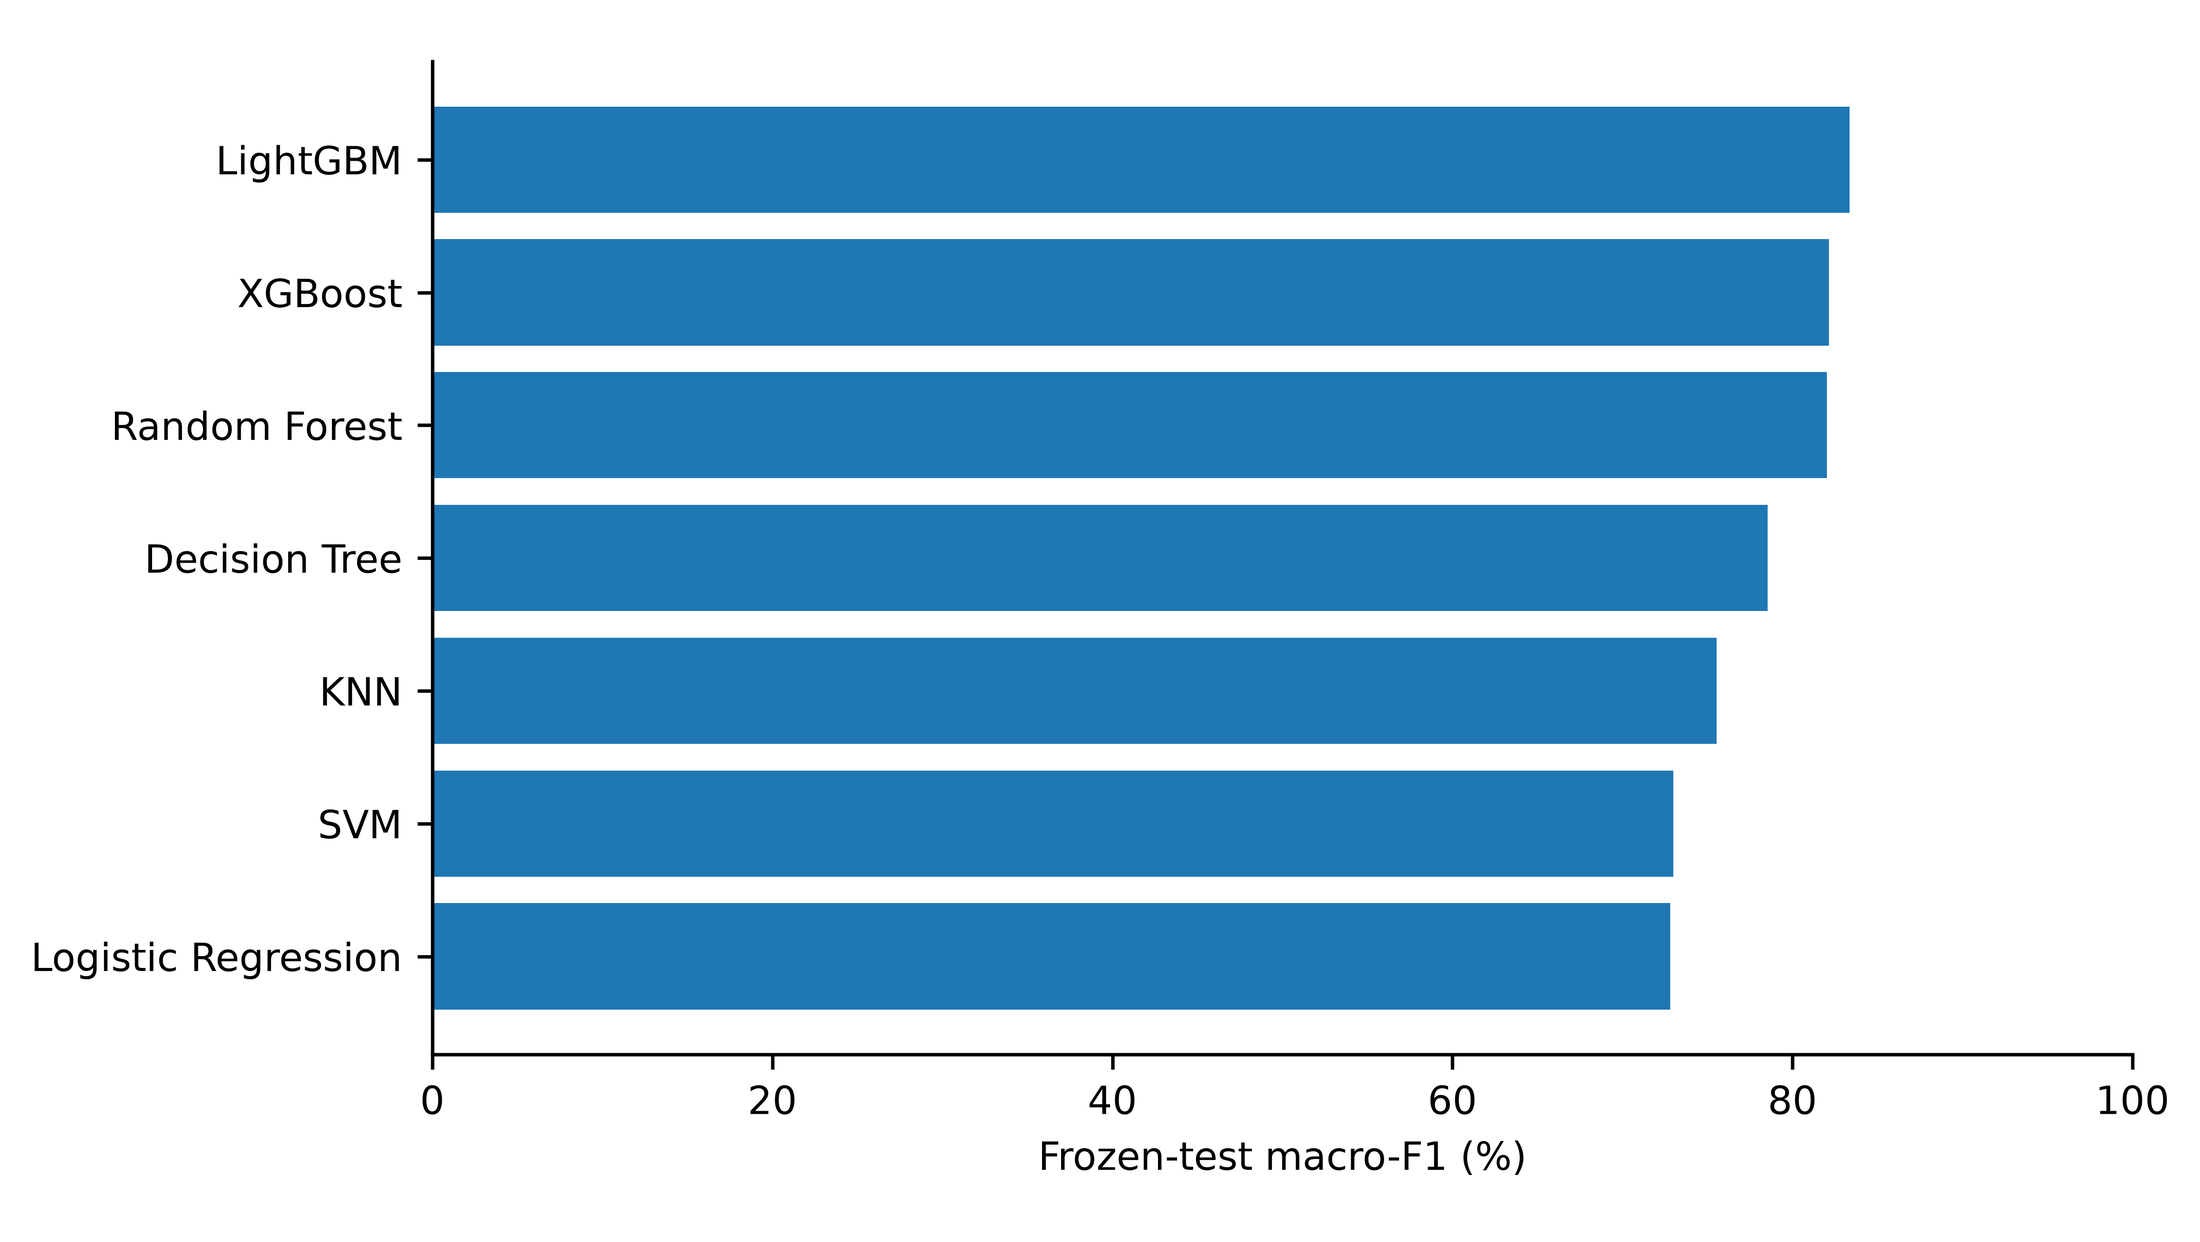 LightGBM
XGBoost
Random Forest
Decision Tree
KNN
SVM
Logistic Regression
0 20 40 60 80 100
Frozen-test macro-F1 (%)